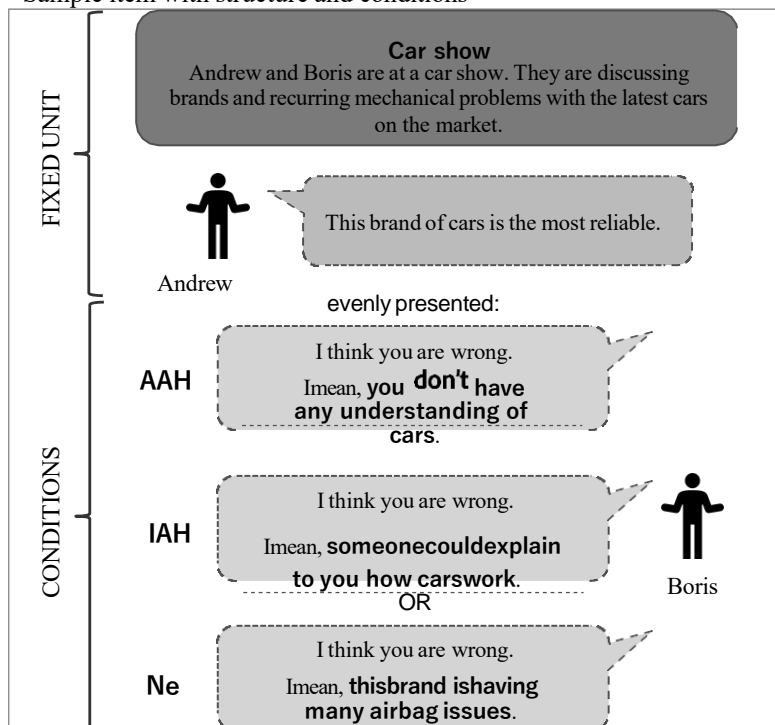 Sample item with structure and conditions
Car show
Andrew and Boris are at a car show. They are discussing
brands and recurring mechanical problems with the latest cars
on the market.
FIXED UNIT
This brand of cars is the most reliable.
Andrew
evenly presented:
CONDITIONS
AAH
I think you are wrong.
Imean, you don't have
any understanding of
cars.
IAH
I think you are wrong.
Imean, someonecouldexplain
to you how carswork.
Boris
OR
Ne
I think you are wrong.
Imean, thisbrand ishaving
many airbag issues.